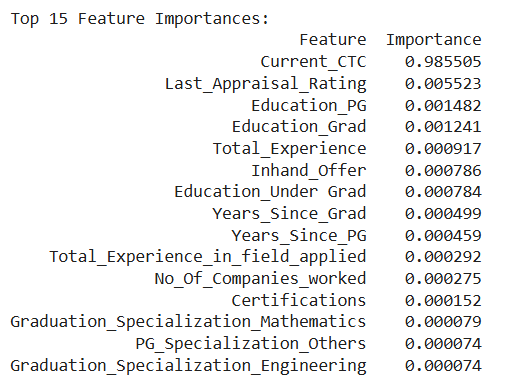 Top 15 Feature Importances:
Feature Importance
Current_CTC 0.985505
Last_Appraisal_Rating 0.005523
Education_PG 0.001482
Education_Grad 0.001241
Total_Experience 0.000917
Inhand_Offer 0.000786
Education_Under Grad 0.000784
Years_Since_Grad 0.000499
Years_Since_PG 0.000459
Total_Experience_in_field_applied 0.000292
No_Of_Companies_worked 0.000275
Certifications 0.000152
Graduation_Specialization_Mathematics 0.000079
PG_Specialization_Others 0.000074
Graduation_Specialization_Engineering 0.000074